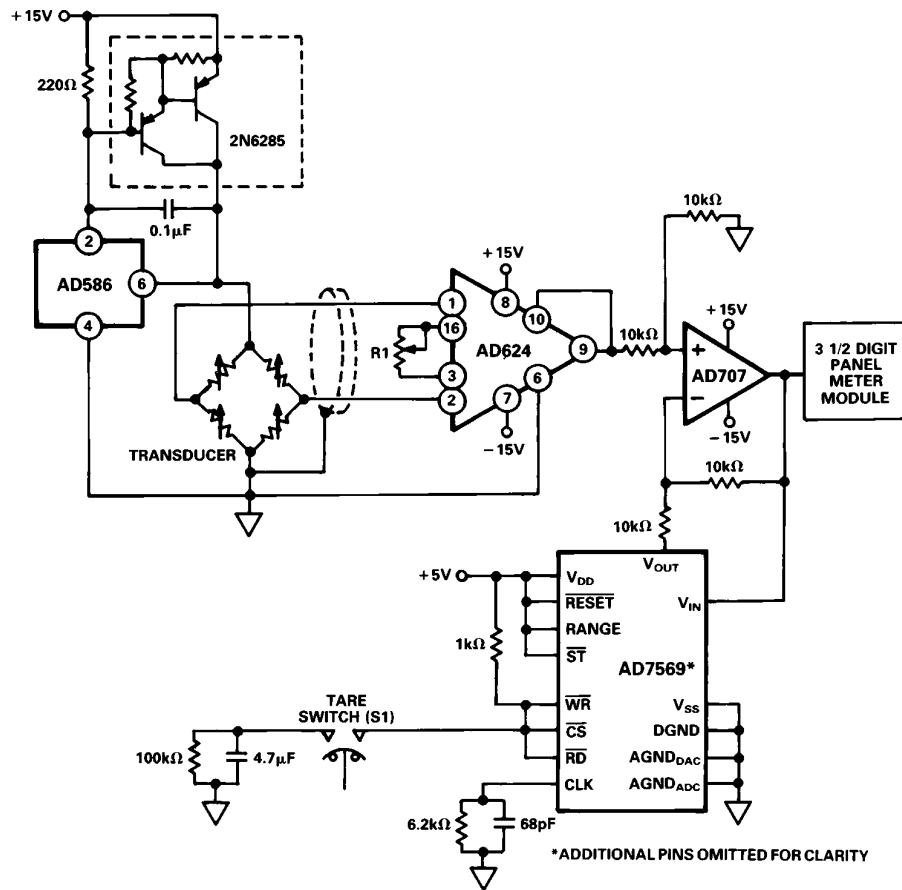 +15V
220Ω
2N6285
0.1μF
2
AD586
6
4
TRANSDUCER
R1
1
16
3
2
+15V
8
10
AD624
9
6
7
−15V
10kΩ
10kΩ
+15V
+
AD707
−
−15V
3 1/2 DIGIT
PANEL
METER
MODULE
10kΩ
10kΩ
+5V
1kΩ
VDD
RESET
RANGE
ST
WR
CS
RD
CLK
VOUT
VIN
AD7569*
VSS
DGND
AGNDDAC
AGNDADC
TARE
SWITCH (S1)
100kΩ
4.7μF
6.2kΩ
68pF
*ADDITIONAL PINS OMITTED FOR CLARITY